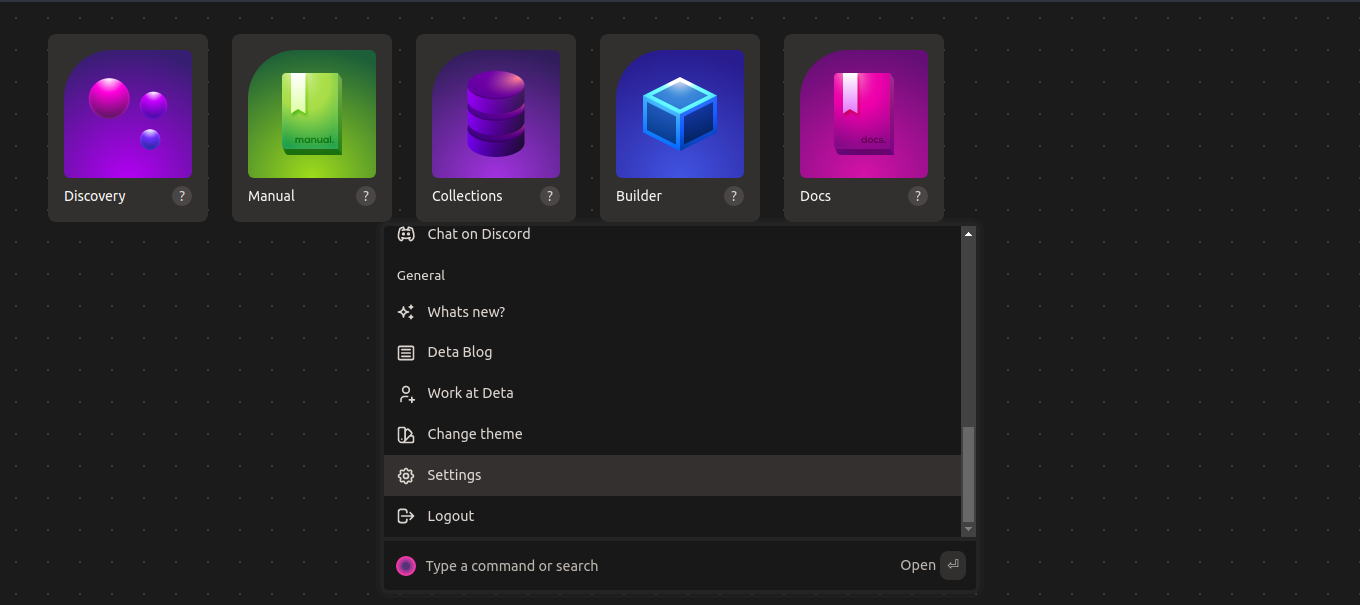 manual.
docs.
Discovery ? Manual ? Collections ? Builder ? Docs ?
Chat on Discord
General
Whats new?
Deta Blog
Work at Deta
Change theme
Settings
Logout
Type a command or search Open ⏎